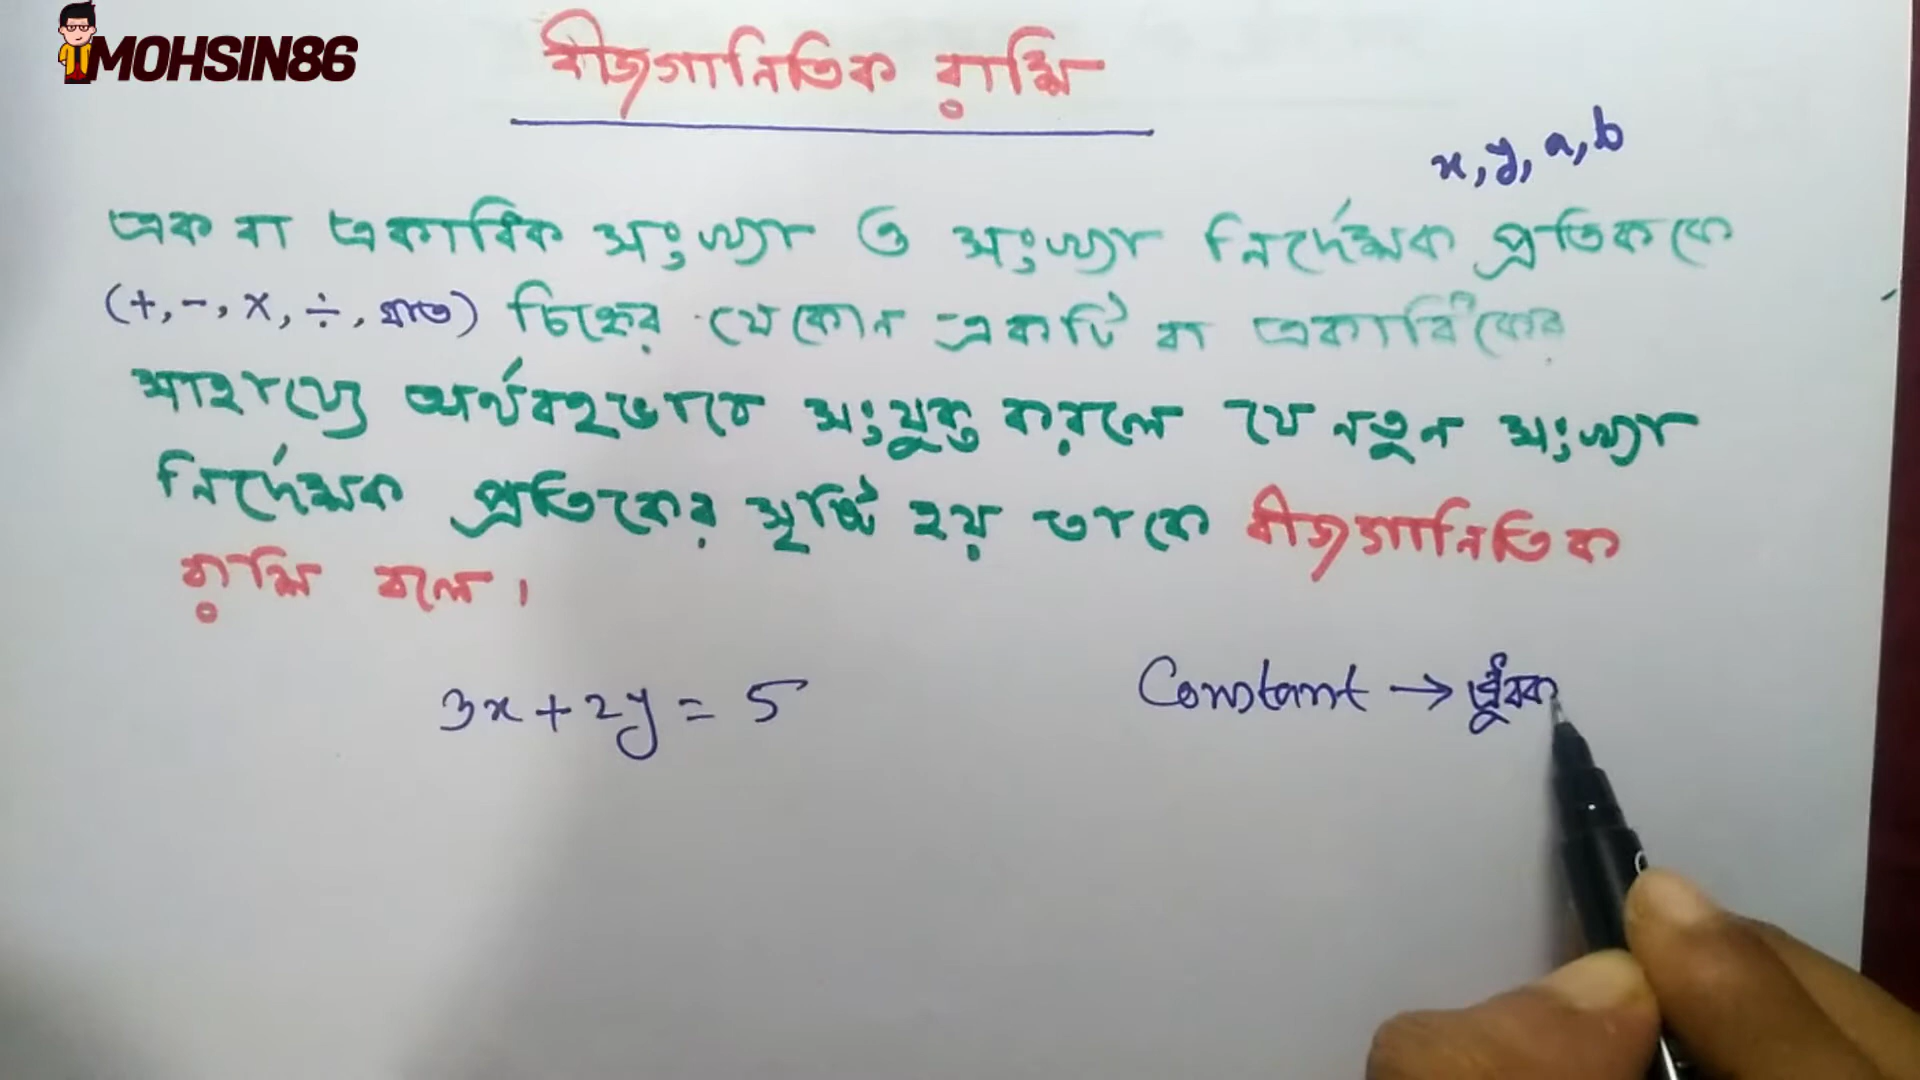 MOHSIN86
বীজগানিতিক রাশি
x, y, a, b
এক বা একাধিক সংখ্যা ও সংখ্যা নির্দেশক প্রতিককে
(+, -, ×, ÷, ঘাত) চিহ্নের যেকোন একটি বা একাধিকের
সাহায্যে অর্থবহভাবে সংযুক্ত করলে যে নতুন সংখ্যা
নির্দেশক প্রতিকের সৃষ্টি হয় তাকে বীজগানিতিক
রাশি বলে।
3x + 2y = 5
Constant → ধ্রুবক